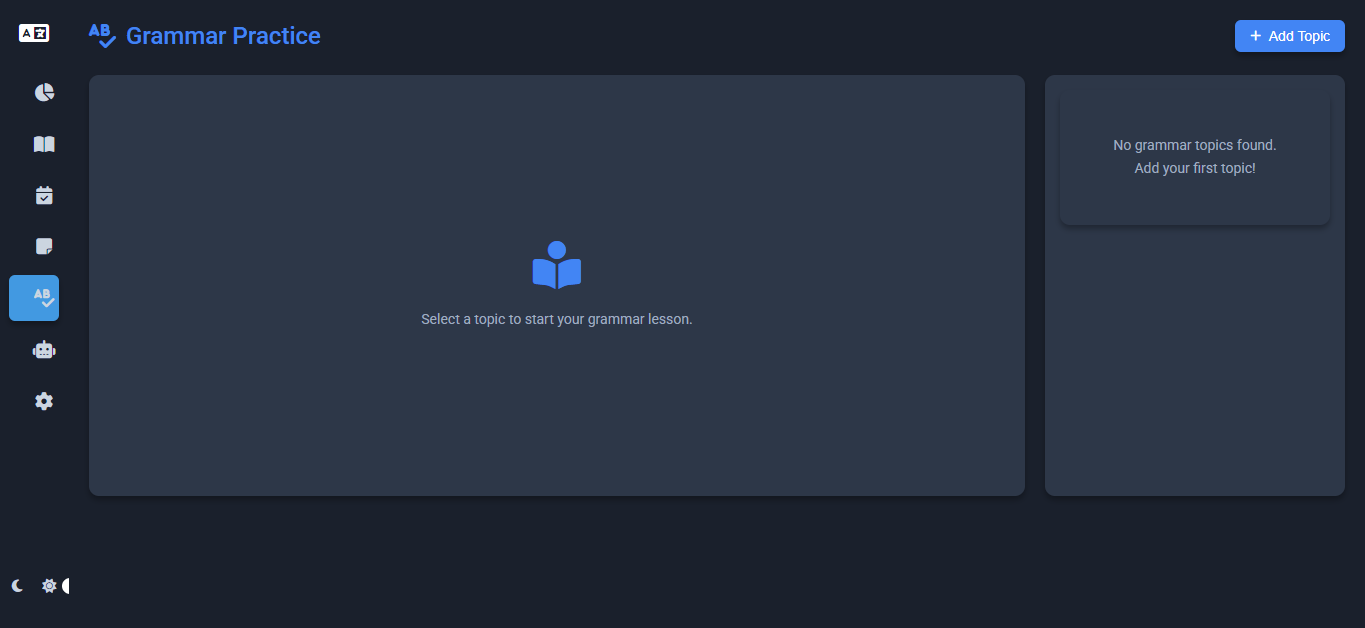 Grammar Practice
+ Add Topic
No grammar topics found.
Add your first topic!
Select a topic to start your grammar lesson.